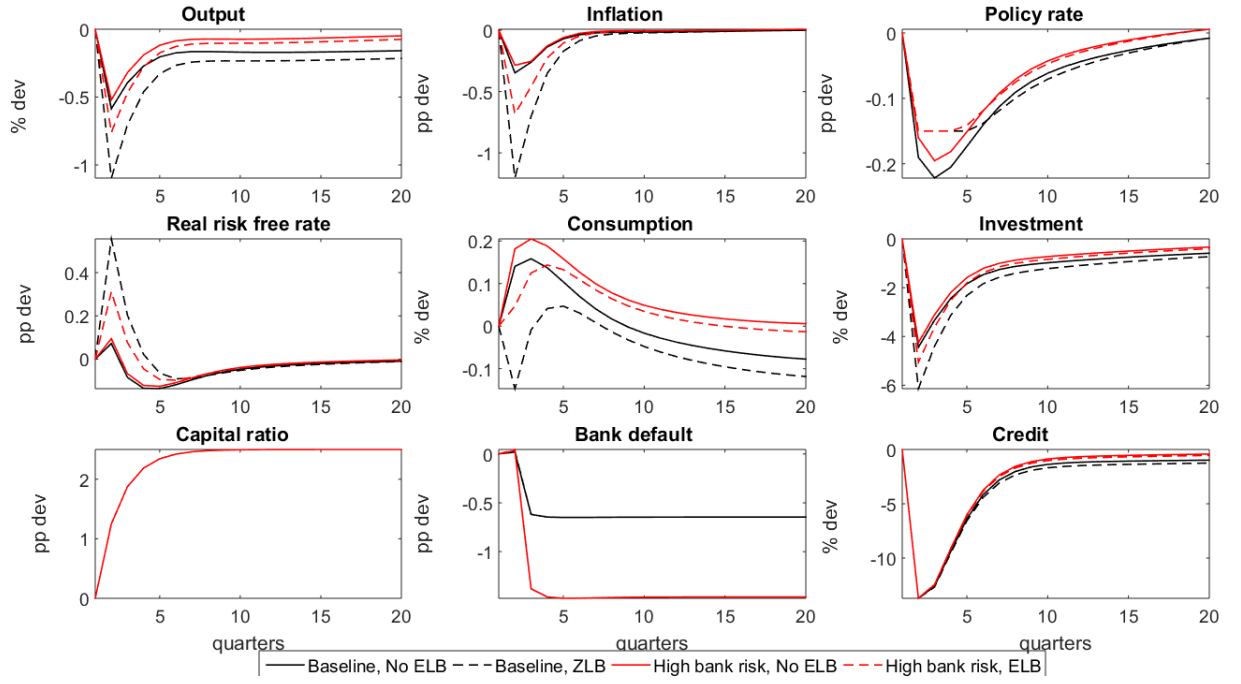 Output
Inflation
Policy rate
0
-0.5
-1
% dev
5
10
15
20
0
-0.5
-1
pp dev
5
10
15
20
0
-0.1
-0.2
pp dev
5
10
15
20
Real risk free rate
Consumption
Investment
0.4
0.2
0
pp dev
5
10
15
20
0.2
0.1
0
-0.1
% dev
5
10
15
20
0
-2
-4
-6
% dev
5
10
15
20
Capital ratio
Bank default
Credit
2
1
0
pp dev
5
10
15
20
quarters
0
-0.5
-1
pp dev
5
10
15
20
quarters
0
-5
-10
% dev
5
10
15
20
quarters
Baseline, No ELB
Baseline, ZLB
High bank risk, No ELB
High bank risk, ELB